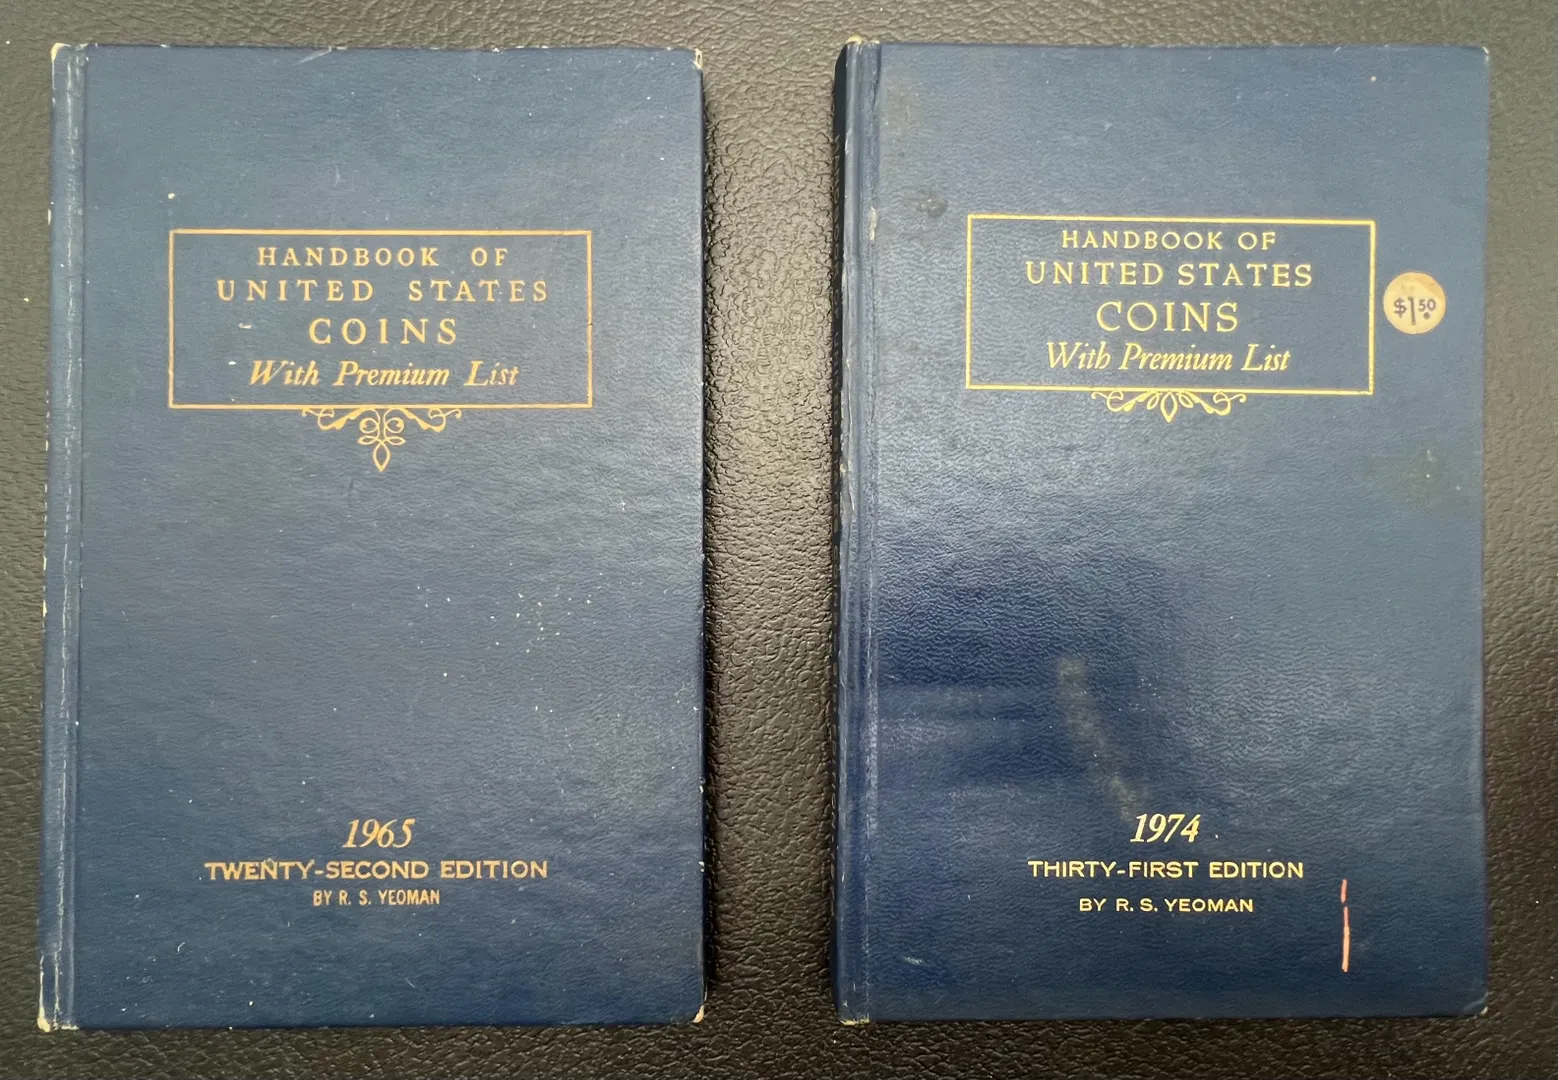 HANDBOOK OF
UNITED STATES
COINS
With Premium List
1965
TWENTY-SECOND EDITION
BY R. S. YEOMAN
HANDBOOK OF
UNITED STATES
COINS
With Premium List
$1.50
1974
THIRTY-FIRST EDITION
BY R. S. YEOMAN